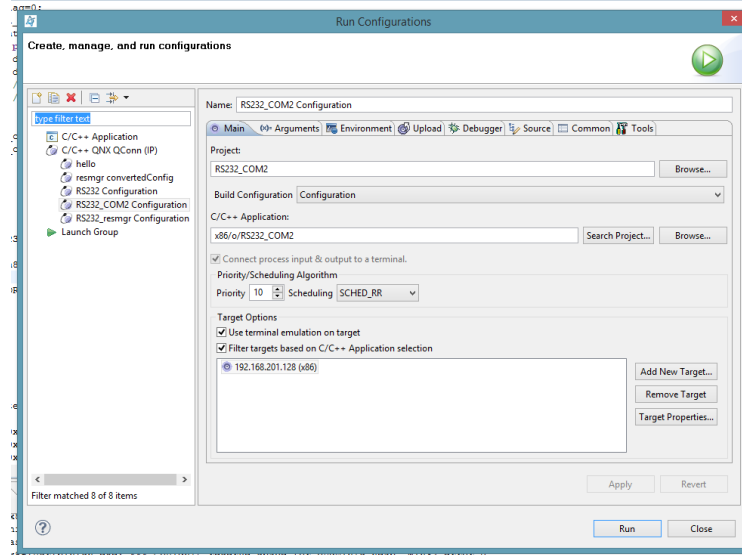 Run Configurations
Create, manage, and run configurations
type filter text
C/C++ Application
C/C++ QNX QConn (IP)
hello
resmgr convertedConfig
RS232 Configuration
RS232_COM2 Configuration
RS232_resmgr Configuration
Launch Group
Filter matched 8 of 8 items
Name: RS232_COM2 Configuration
Main Arguments Environment Upload Debugger Source Common Tools
Project:
RS232_COM2 Browse...
Build Configuration Configuration
C/C++ Application:
x86/o/RS232_COM2 Search Project... Browse...
Connect process input & output to a terminal.
Priority/Scheduling Algorithm
Priority 10 Scheduling SCHED_RR
Target Options
Use terminal emulation on target
Filter targets based on C/C++ Application selection
192.168.201.128 (x86)
Add New Target...
Remove Target
Target Properties...
Apply Revert
Run Close